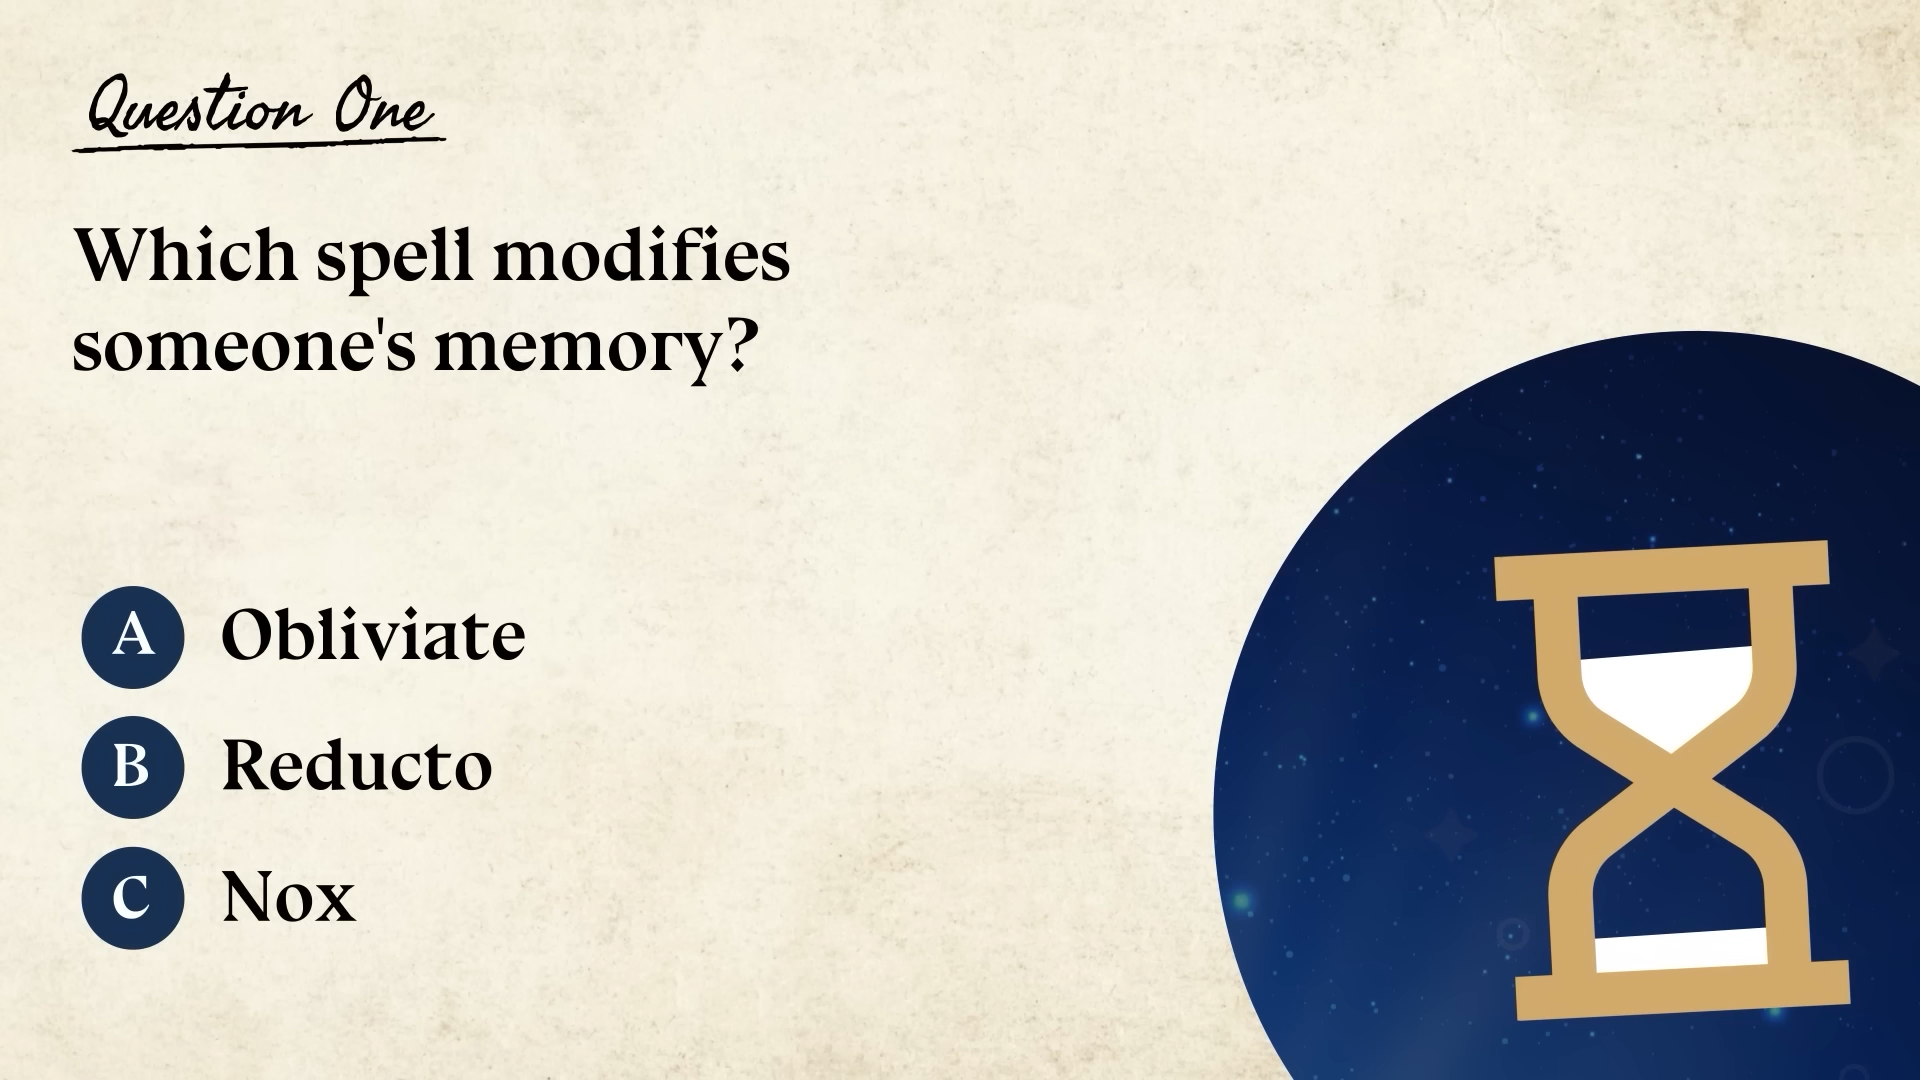 Question One
Which spell modifies
someone's memory?
A Obliviate
B Reducto
C Nox